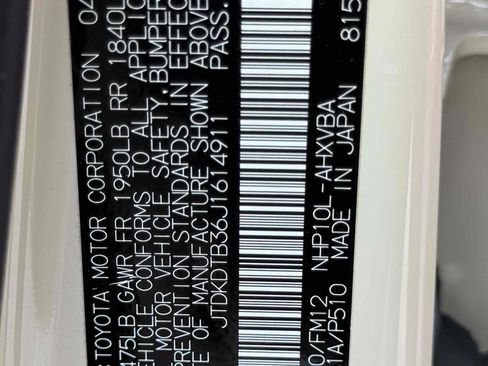 TOYOTA MOTOR CORPORATION 04
475LB GAWR FR 1950LB RR 1840L
VEHICLE CONFORMS TO ALL APPLIC
MOTOR VEHICLE SAFETY, BUMPER
PREVENTION STANDARDS IN EFFEC
E OF MANUFACTURE SHOWN ABOVE
JTDKDTB36J1614911 PASS.
0/FM12 NHP10L-AHXVBA
1A/P510 MADE IN JAPAN 815